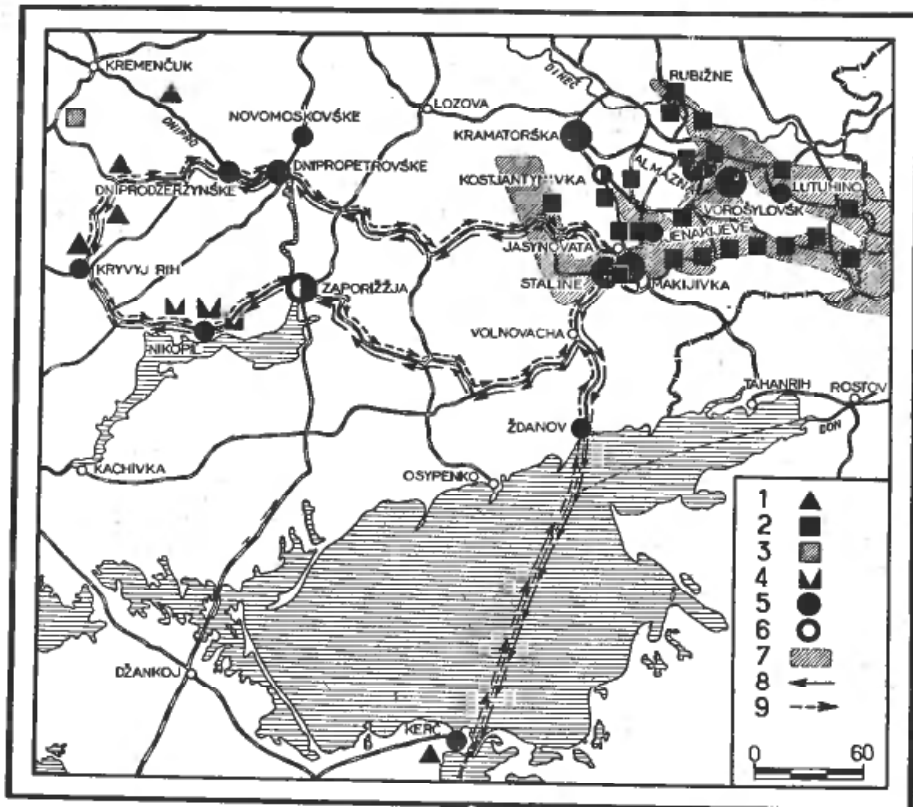 KREMENČUK
DNIPRO
NOVOMOSKOVŠKE
LOZOVA
DINEC
RUBIŽNE
KRAMATORŠKA
DNIPROPETROVŠKE
DNIPRODŽERŽYNŠKE
KOSTJANTYNIVKA
ALMAZNA
LUTUHINO
VOROŠYLOVŠK
JENAKIJEVE
JASYNOVATA
KRYVYJ RIH
ZAPORIŽŽJA
STALINE
MAKIJIVKA
NIKOPIL
VOLNOVACHA
TAHANRIH
ROSTOV
DON
ŽDANOV
KACHIVKA
OSYPENKO
DŽANKOJ
KERČ
1
2
3
4
5
6
7
8
9
0 60